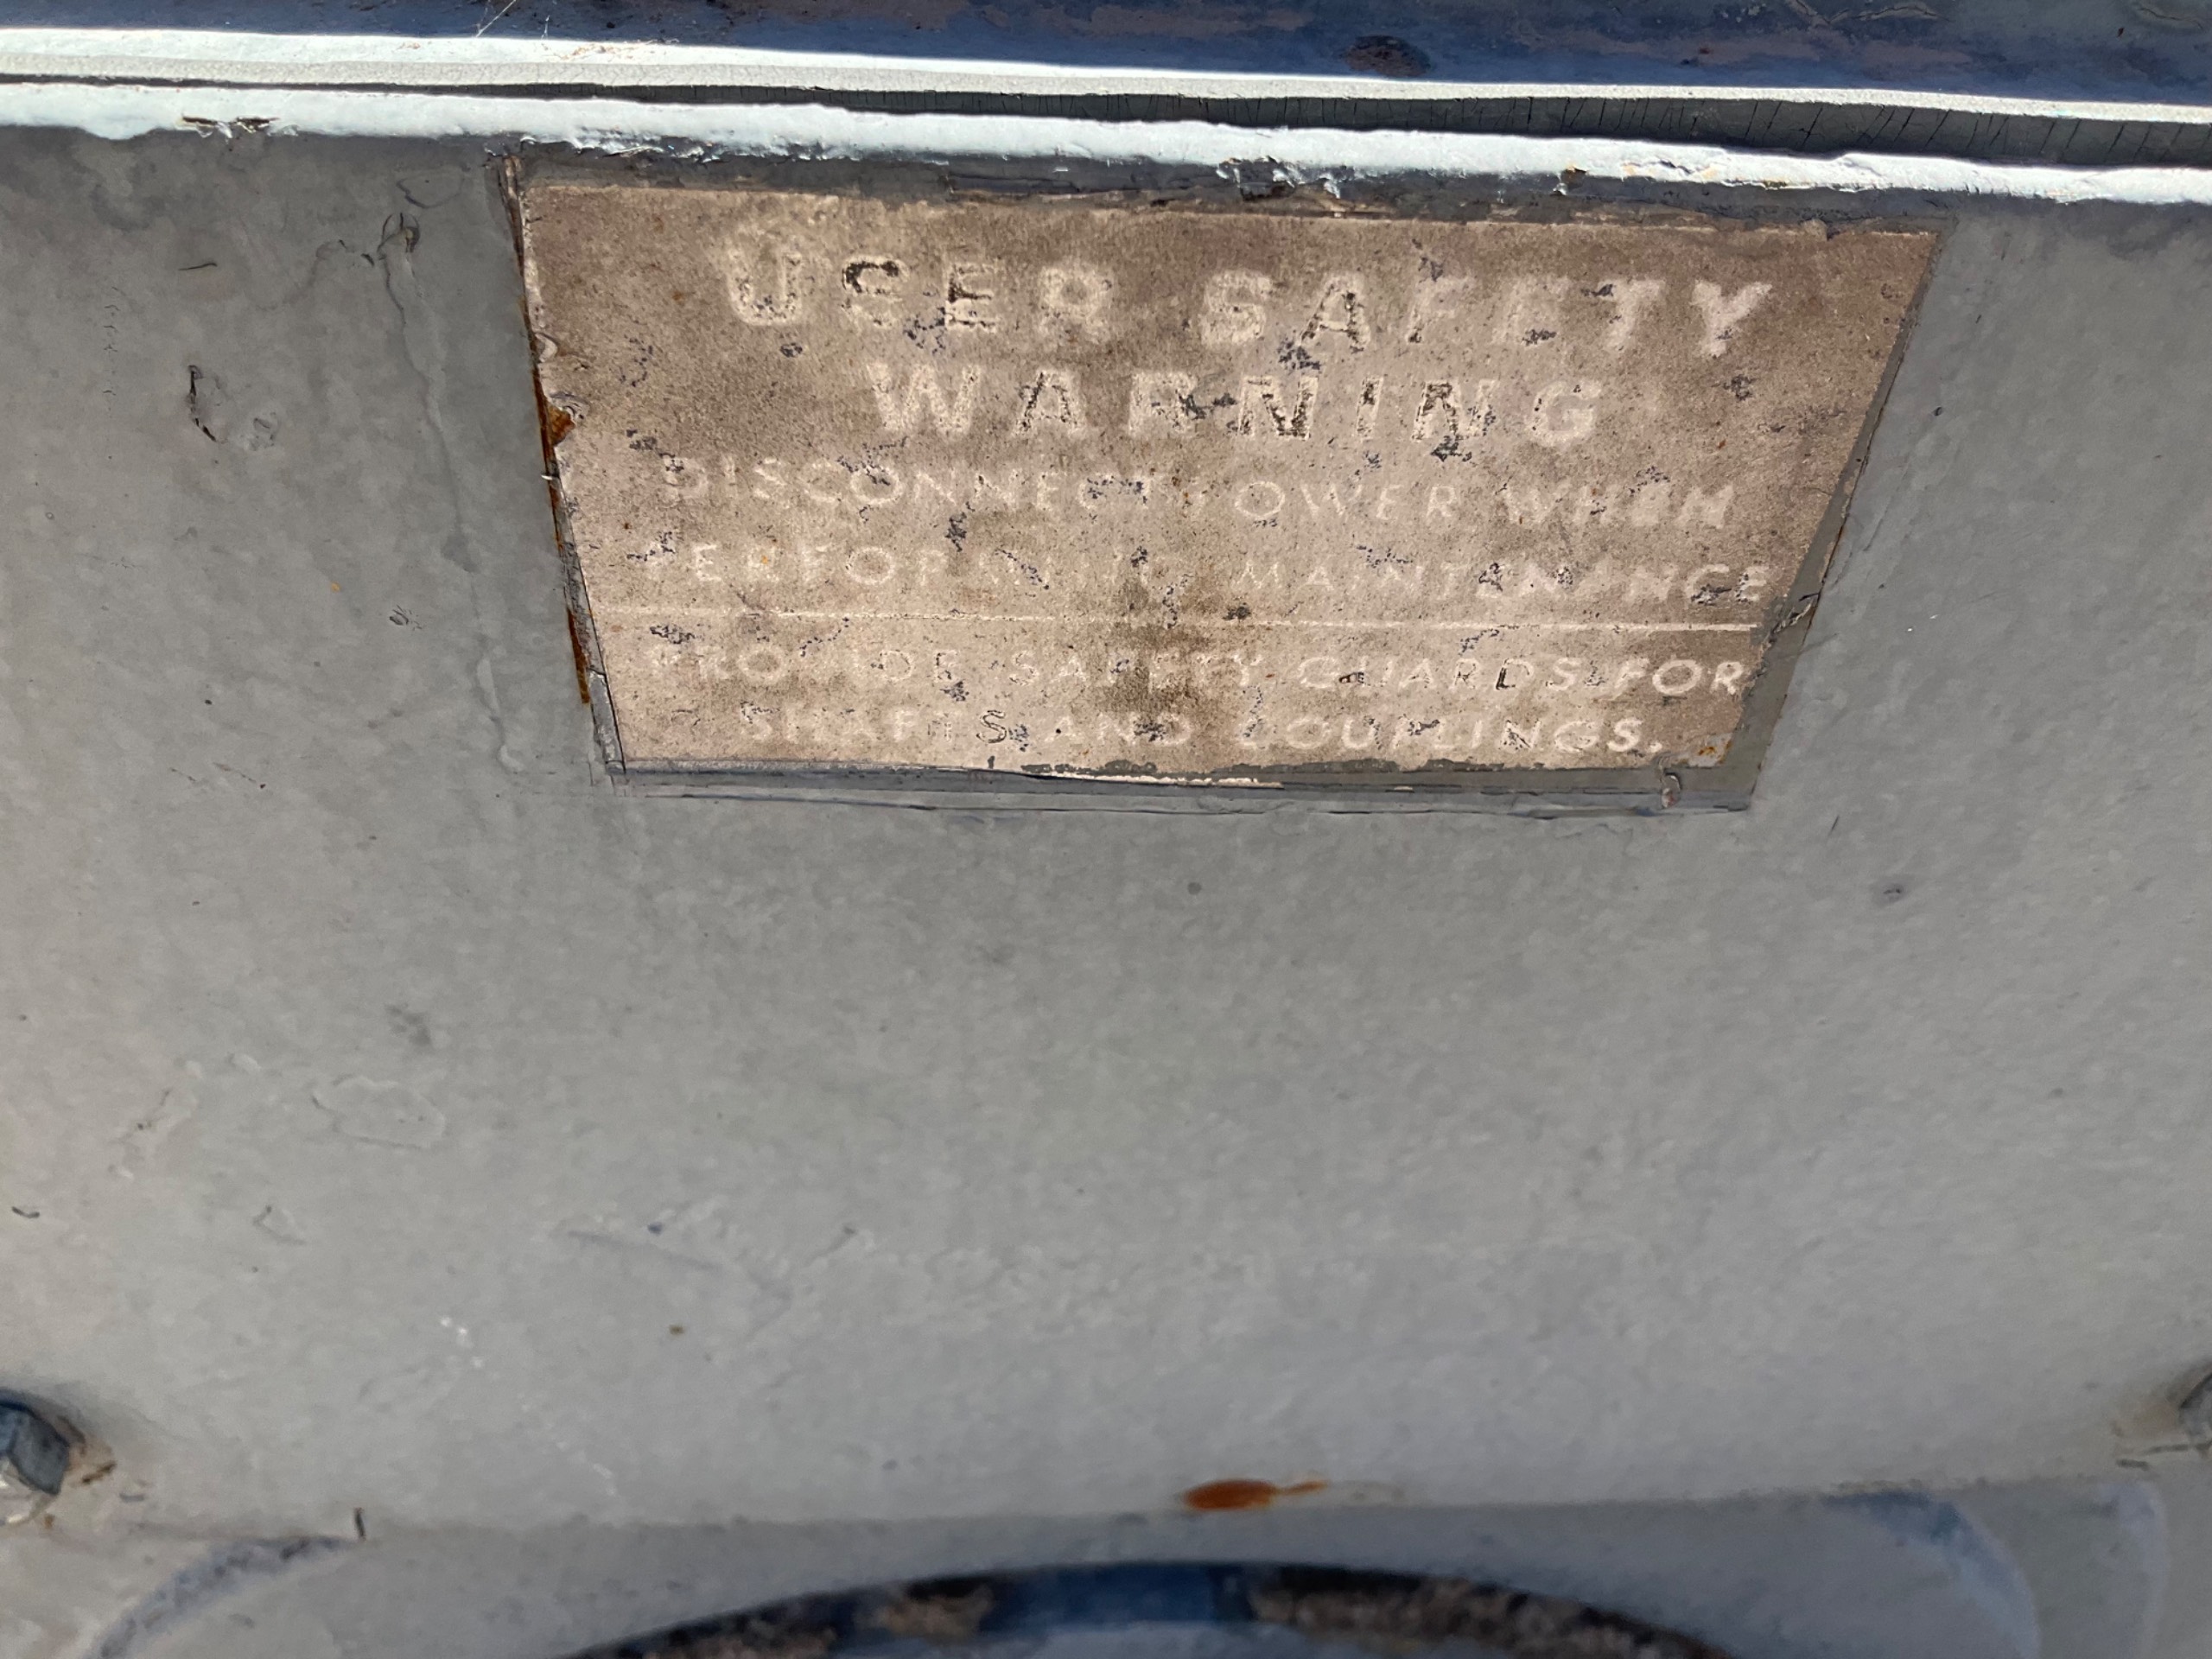 USER SAFETY
WARNING
DISCONNECT POWER WHEN
PERFORMING MAINTENANCE
PROVIDE SAFETY GUARDS FOR
SHAFTS AND COUPLINGS.